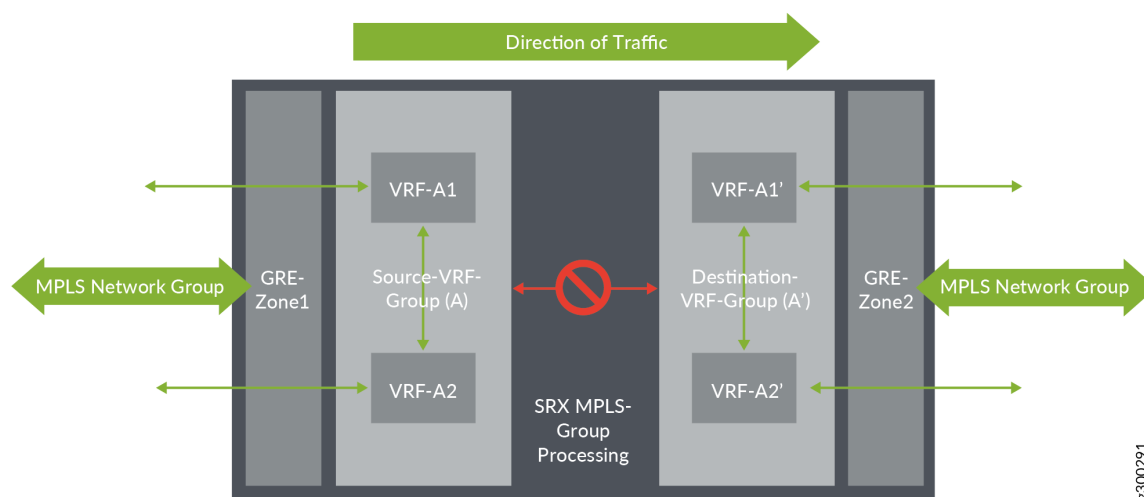 Direction of Traffic
VRF-A1
VRF-A1’
MPLS Network Group
GRE-
Zone1
Source-VRF-
Group (A)
Destination-
VRF-Group (A’)
GRE-
Zone2
MPLS Network Group
VRF-A2
VRF-A2’
SRX MPLS-
Group
Processing
g300291